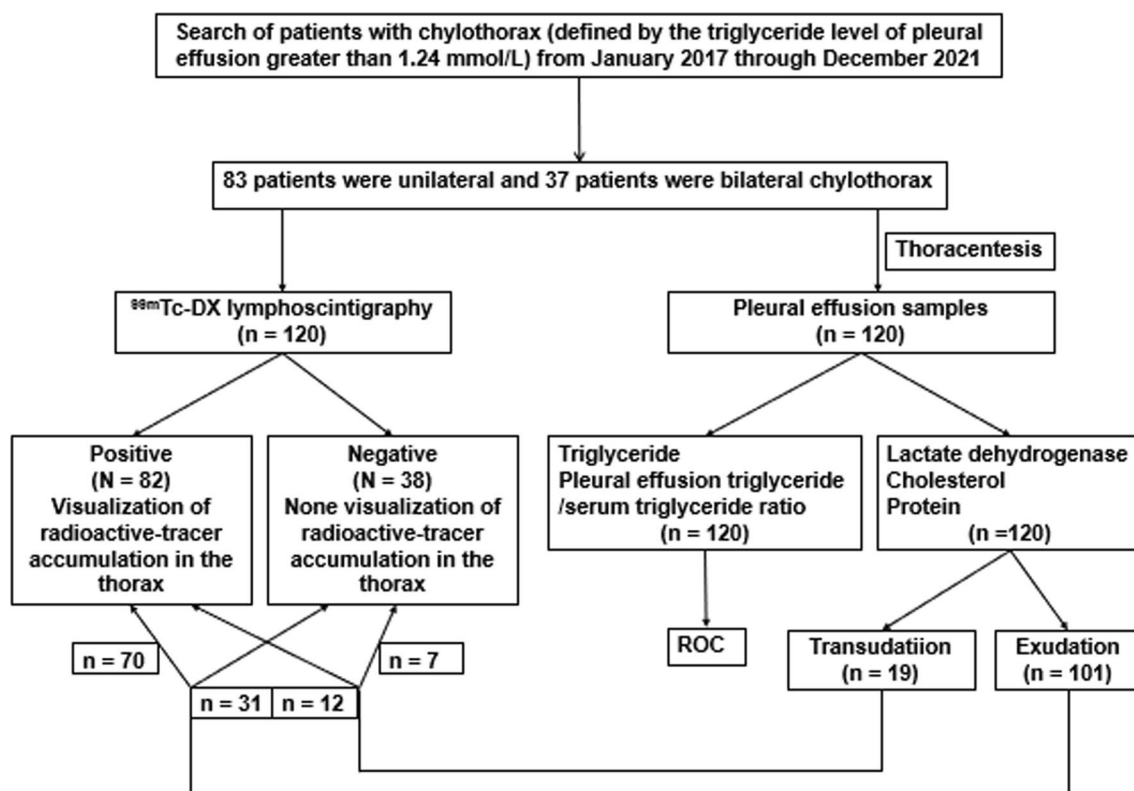 Search of patients with chylothorax (defined by the triglyceride level of pleural
effusion greater than 1.24 mmol/L) from January 2017 through December 2021
83 patients were unilateral and 37 patients were bilateral chylothorax
Thoracentesis
⁹⁹ᵐTc-DX lymphoscintigraphy
(n = 120)
Pleural effusion samples
(n = 120)
Positive
(N = 82)
Visualization of
radioactive-tracer
accumulation in the
thorax
Negative
(N = 38)
None visualization of
radioactive-tracer
accumulation in the
thorax
Triglyceride
Pleural effusion triglyceride
/serum triglyceride ratio
(n = 120)
Lactate dehydrogenase
Cholesterol
Protein
(n =120)
n = 70
n = 7
n = 31
n = 12
ROC
Transudatiion
(n = 19)
Exudation
(n = 101)